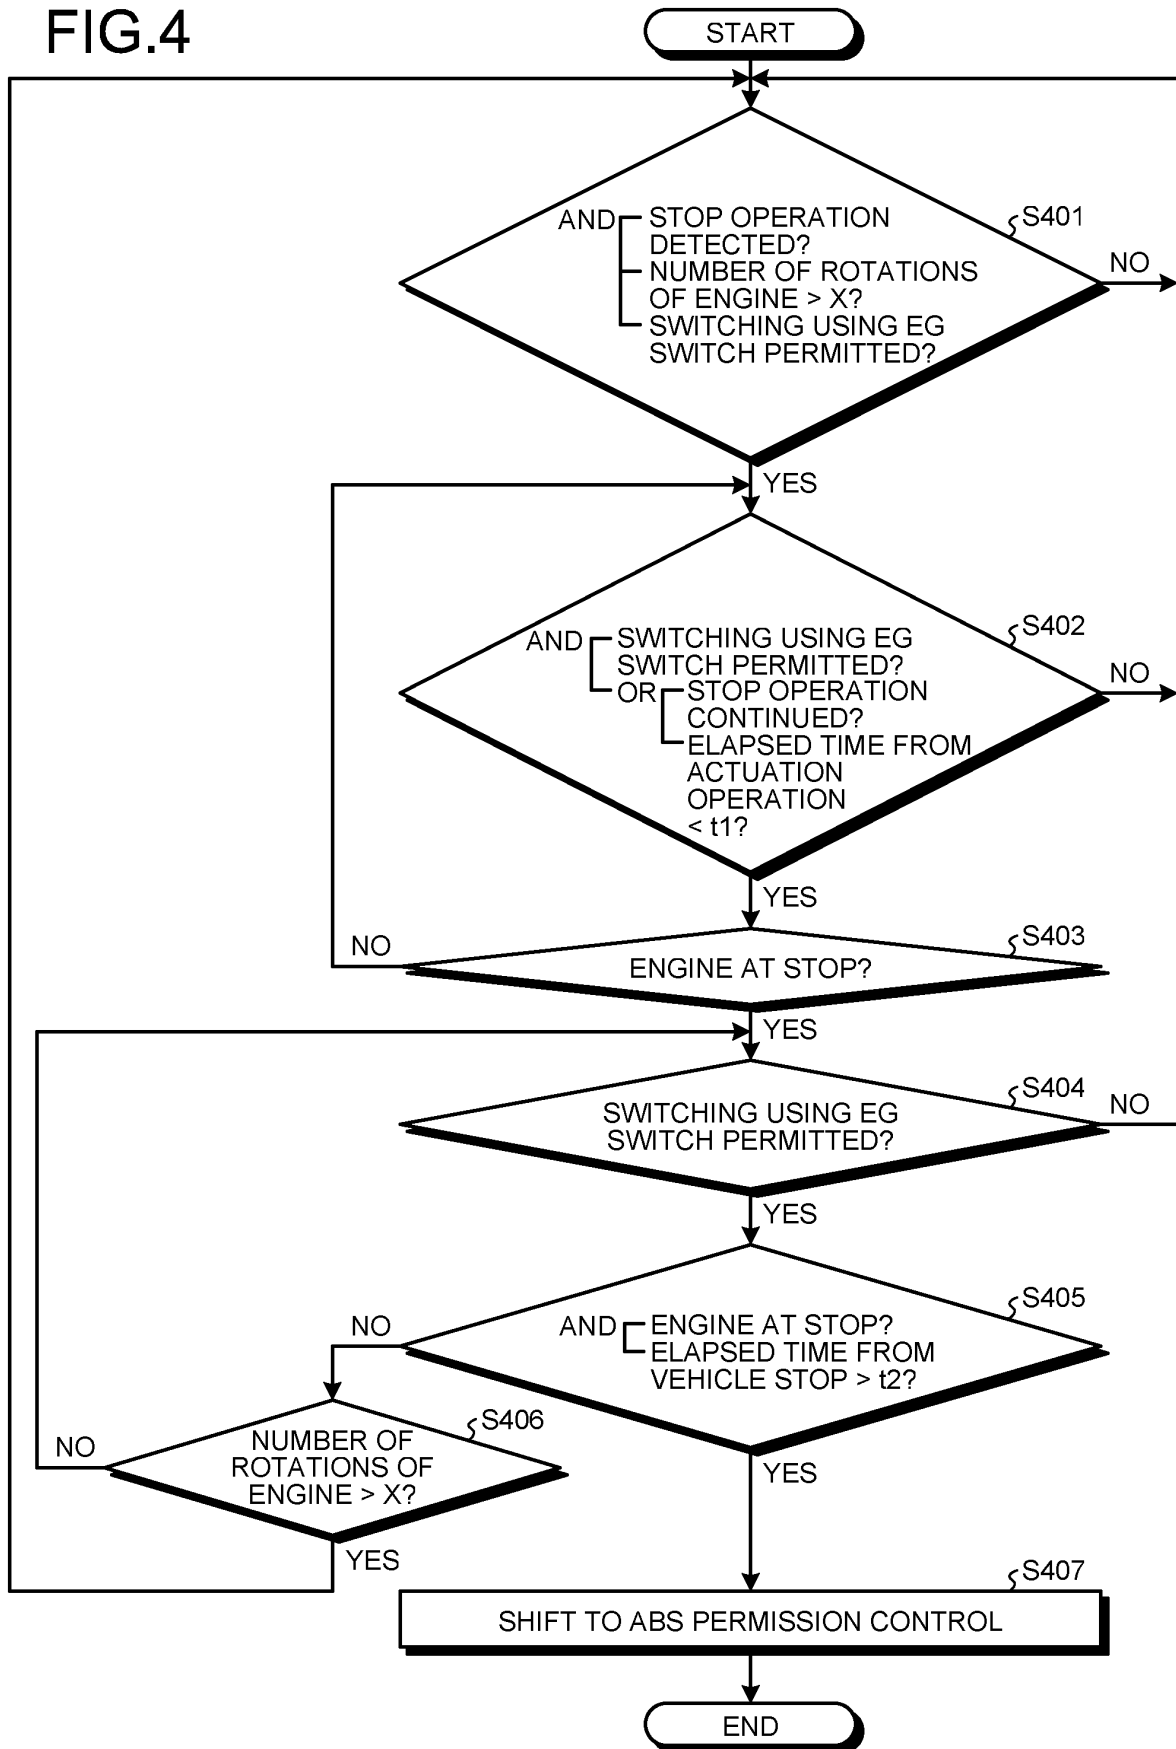 FIG.4
START
AND
STOP OPERATION
DETECTED?
NUMBER OF ROTATIONS
OF ENGINE > X?
SWITCHING USING EG
SWITCH PERMITTED?
S401
NO
YES
AND
SWITCHING USING EG
SWITCH PERMITTED?
OR
STOP OPERATION
CONTINUED?
ELAPSED TIME FROM
ACTUATION
OPERATION
< t1?
S402
NO
YES
ENGINE AT STOP?
S403
NO
YES
SWITCHING USING EG
SWITCH PERMITTED?
S404
NO
YES
AND
ENGINE AT STOP?
ELAPSED TIME FROM
VEHICLE STOP > t2?
S405
NO
YES
NUMBER OF
ROTATIONS OF
ENGINE > X?
S406
NO
YES
SHIFT TO ABS PERMISSION CONTROL
S407
END